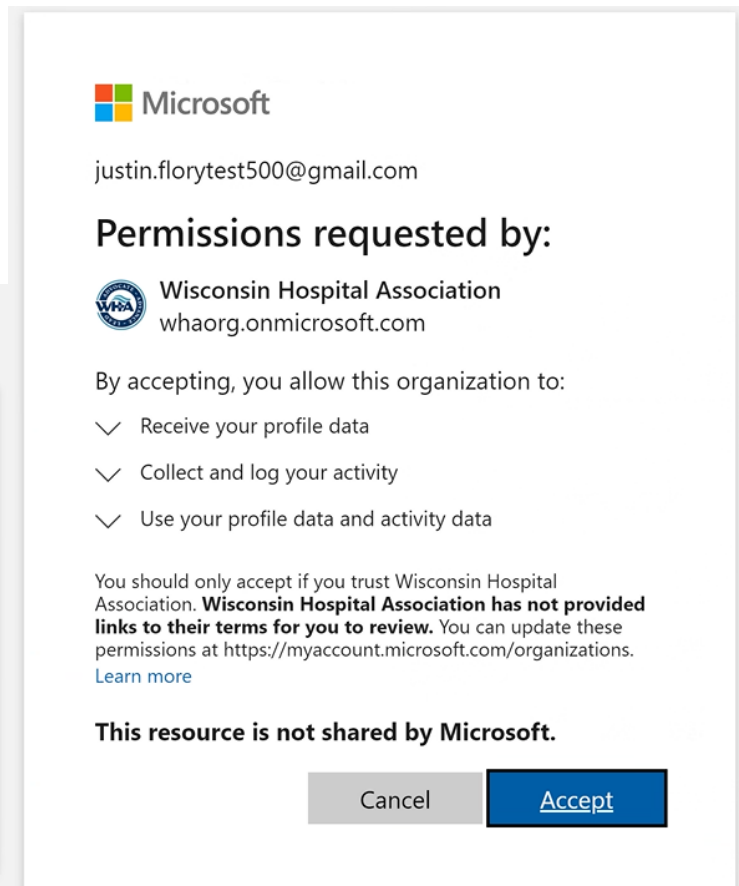 Microsoft
justin.florytest500@gmail.com
Permissions requested by:
WHA
Wisconsin Hospital Association
whaorg.onmicrosoft.com
By accepting, you allow this organization to:
Receive your profile data
Collect and log your activity
Use your profile data and activity data
You should only accept if you trust Wisconsin Hospital
Association. Wisconsin Hospital Association has not provided
links to their terms for you to review. You can update these
permissions at https://myaccount.microsoft.com/organizations.
Learn more
This resource is not shared by Microsoft.
Cancel
Accept